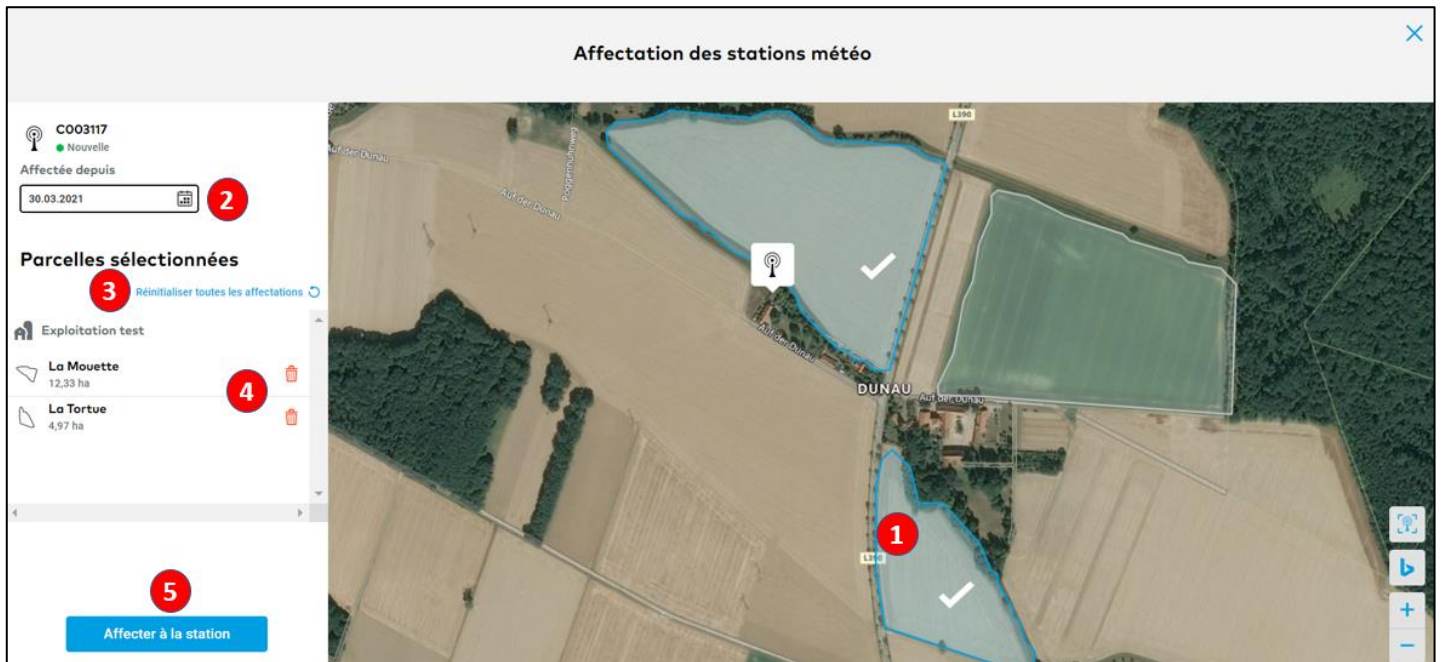 Affectation des stations météo
C003117
Nouvelle
Affectée depuis
30.03.2021
2
Parcelles sélectionnées
3
Réinitialiser toutes les affectations
Exploitation test
La Mouette
12,33 ha
4
La Tortue
4,97 ha
5
Affecter à la station
L390
Auf der Dunau
Poggenhuhnweg
Auf der Dunau
Auf der Dunau
DUNAU
Auf der Dunau
1
L390